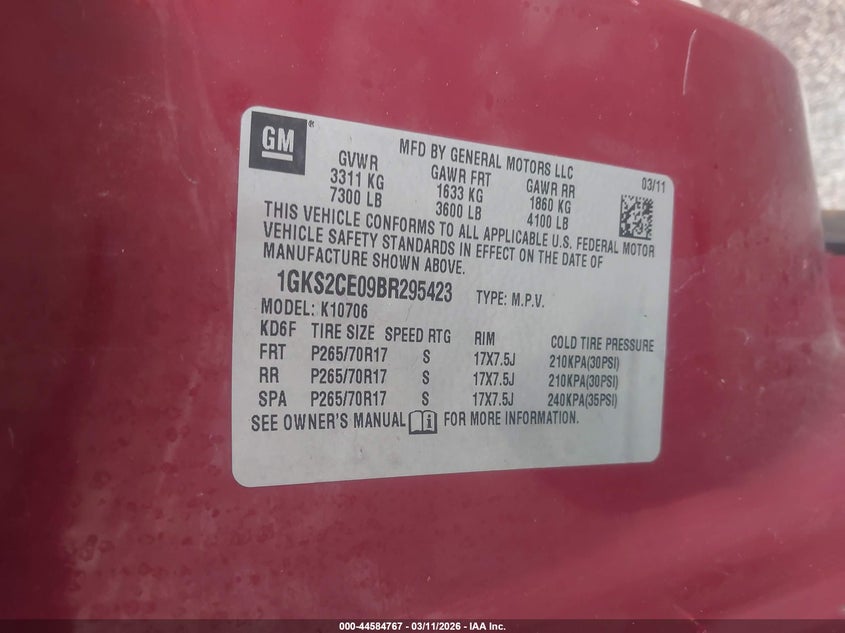 GM®
MFD BY GENERAL MOTORS LLC
03/11
GVWR GAWR FRT GAWR RR
3311 KG 1633 KG 1860 KG
7300 LB 3600 LB 4100 LB
THIS VEHICLE CONFORMS TO ALL APPLICABLE U.S. FEDERAL MOTOR
VEHICLE SAFETY STANDARDS IN EFFECT ON THE DATE OF
MANUFACTURE SHOWN ABOVE.
1GKS2CE09BR295423 TYPE: M.P.V.
MODEL: K10706
KD6F TIRE SIZE SPEED RTG RIM COLD TIRE PRESSURE
FRT P265/70R17 S 17X7.5J 210KPA(30PSI)
RR P265/70R17 S 17X7.5J 210KPA(30PSI)
SPA P265/70R17 S 17X7.5J 240KPA(35PSI)
SEE OWNER'S MANUAL i FOR MORE INFORMATION.
000-44584767 – 03/11/2026 – IAA Inc.